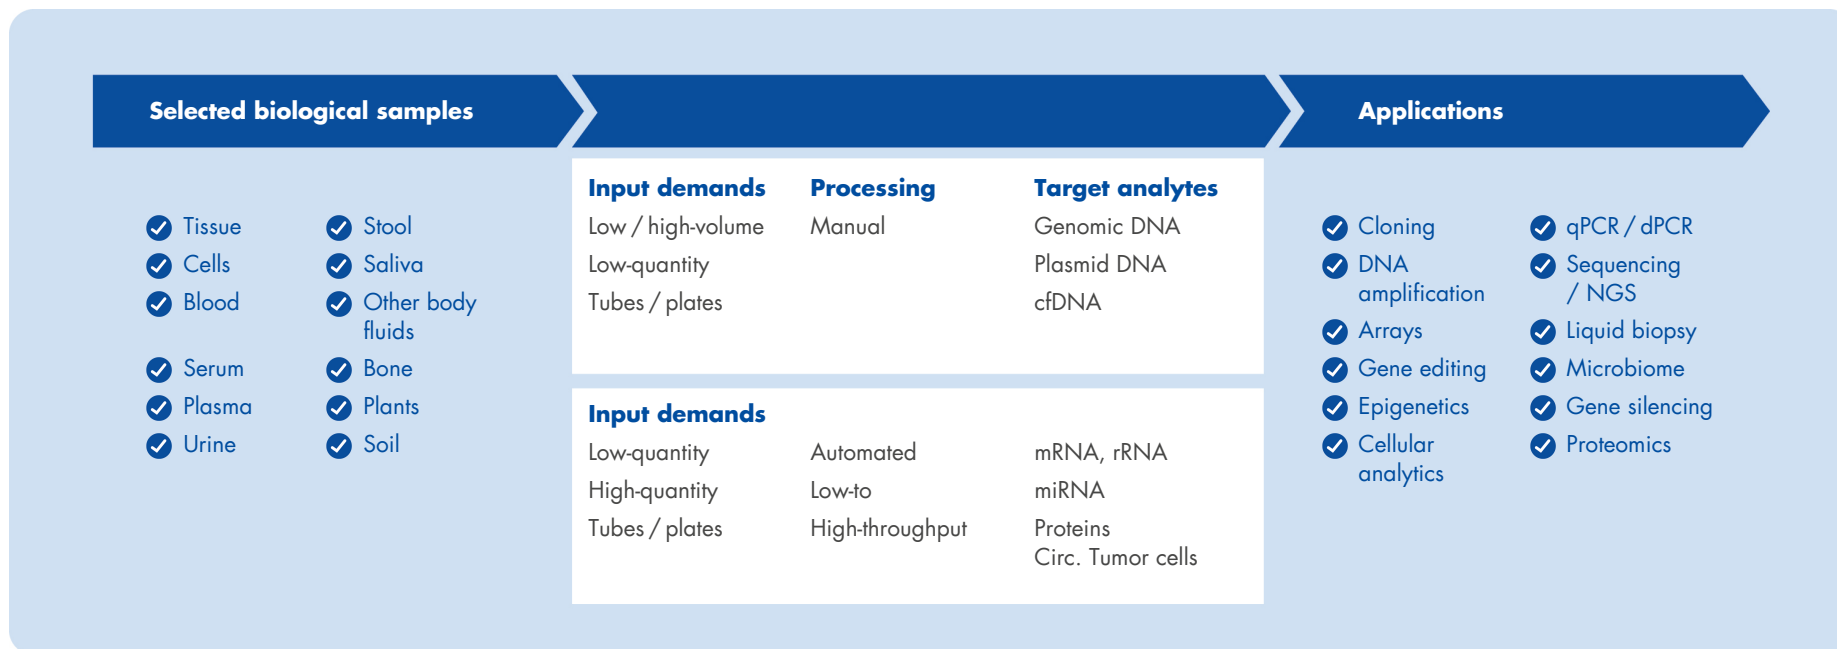 Selected biological samples
Applications
Tissue
Cells
Blood
Serum
Plasma
Urine
Stool
Saliva
Other body
fluids
Bone
Plants
Soil
Input demands
Low / high-volume
Low-quantity
Tubes / plates
Processing
Manual
Target analytes
Genomic DNA
Plasmid DNA
cfDNA
Input demands
Low-quantity
High-quantity
Tubes / plates
Automated
Low-to
High-throughput
mRNA, rRNA
miRNA
Proteins
Circ. Tumor cells
Cloning
DNA
amplification
Arrays
Gene editing
Epigenetics
Cellular
analytics
qPCR / dPCR
Sequencing
/ NGS
Liquid biopsy
Microbiome
Gene silencing
Proteomics